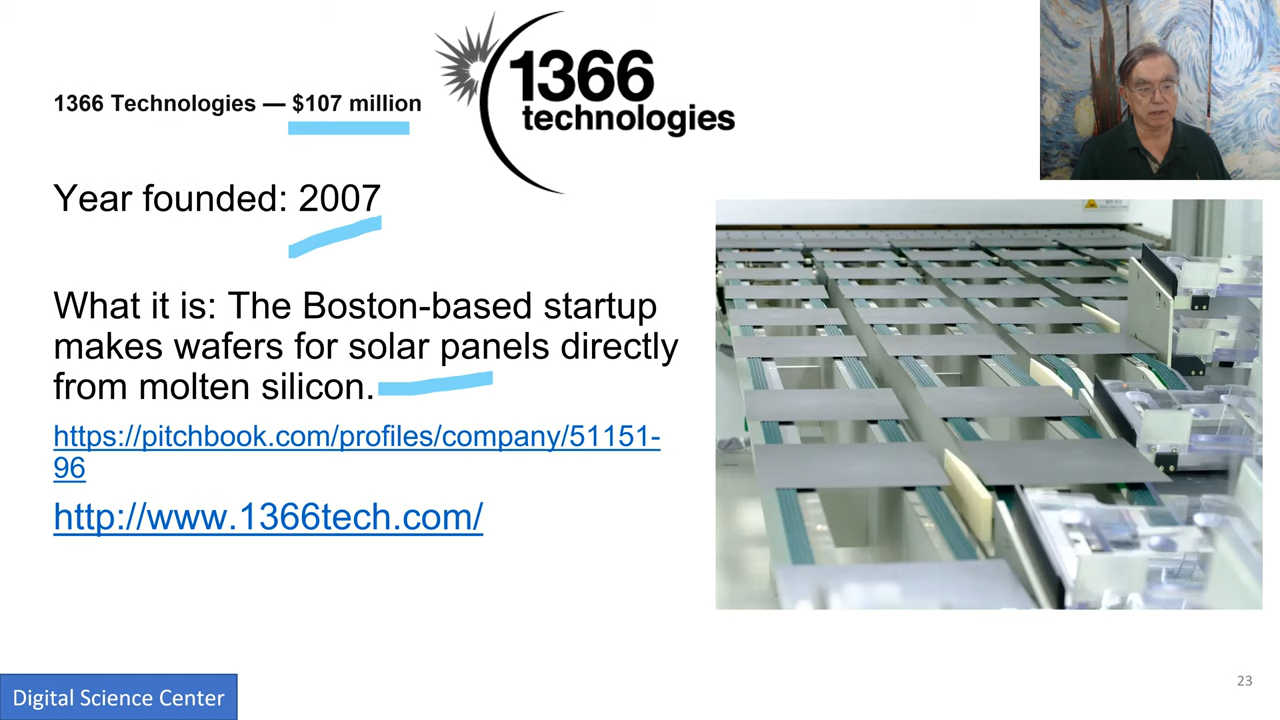 1366 Technologies — $107 million
1366
technologies
Year founded: 2007
What it is: The Boston-based startup
makes wafers for solar panels directly
from molten silicon.
https://pitchbook.com/profiles/company/51151-
96
http://www.1366tech.com/
Digital Science Center
23